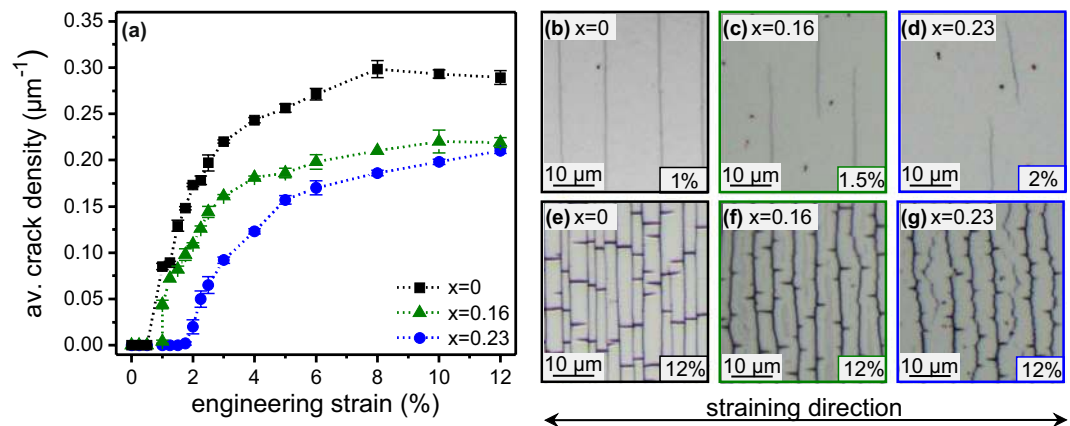 (a)
av. crack density (µm⁻¹)
0.35
0.30
0.25
0.20
0.15
0.10
0.05
0.00
x=0
x=0.16
x=0.23
0 2 4 6 8 10 12
engineering strain (%)
(b) x=0
10 µm
1%
(c) x=0.16
10 µm
1.5%
(d) x=0.23
10 µm
2%
(e) x=0
10 µm
12%
(f) x=0.16
10 µm
12%
(g) x=0.23
10 µm
12%
straining direction